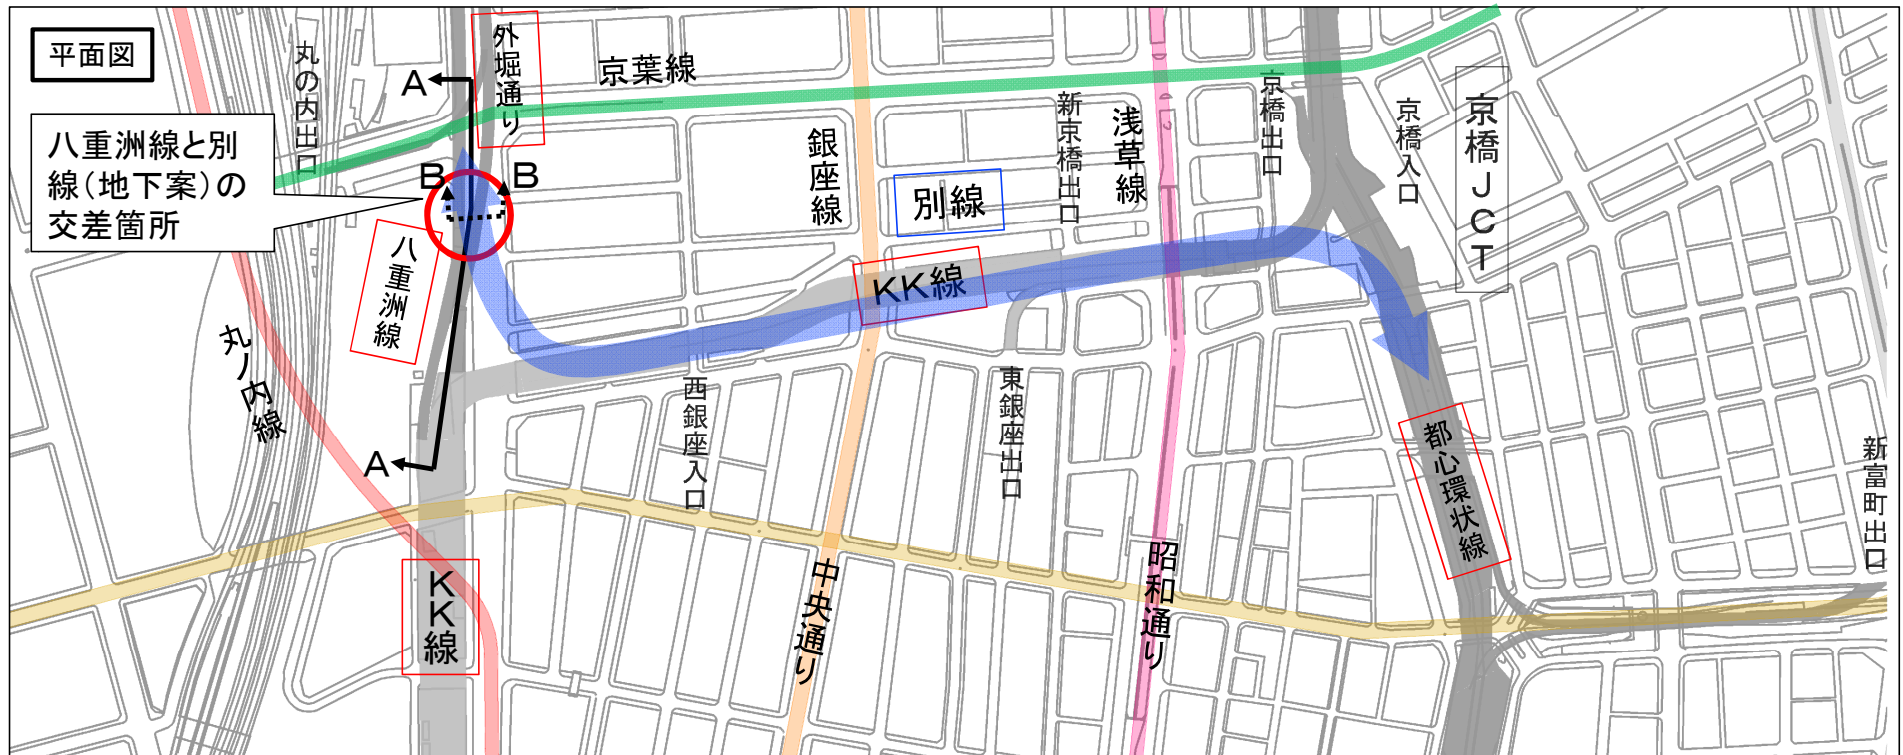 平面図
八重洲線と別
線(地下案)の
交差箇所
丸の内出口
A
外堀通り
京葉線
B
B
八重洲線
丸ノ内線
A
KK線
銀座線
別線
新京橋出口
浅草線
京橋出口
京橋入口
京橋JCT
KK線
西銀座入口
東銀座出口
中央通り
昭和通り
都心環状線
新富町出口